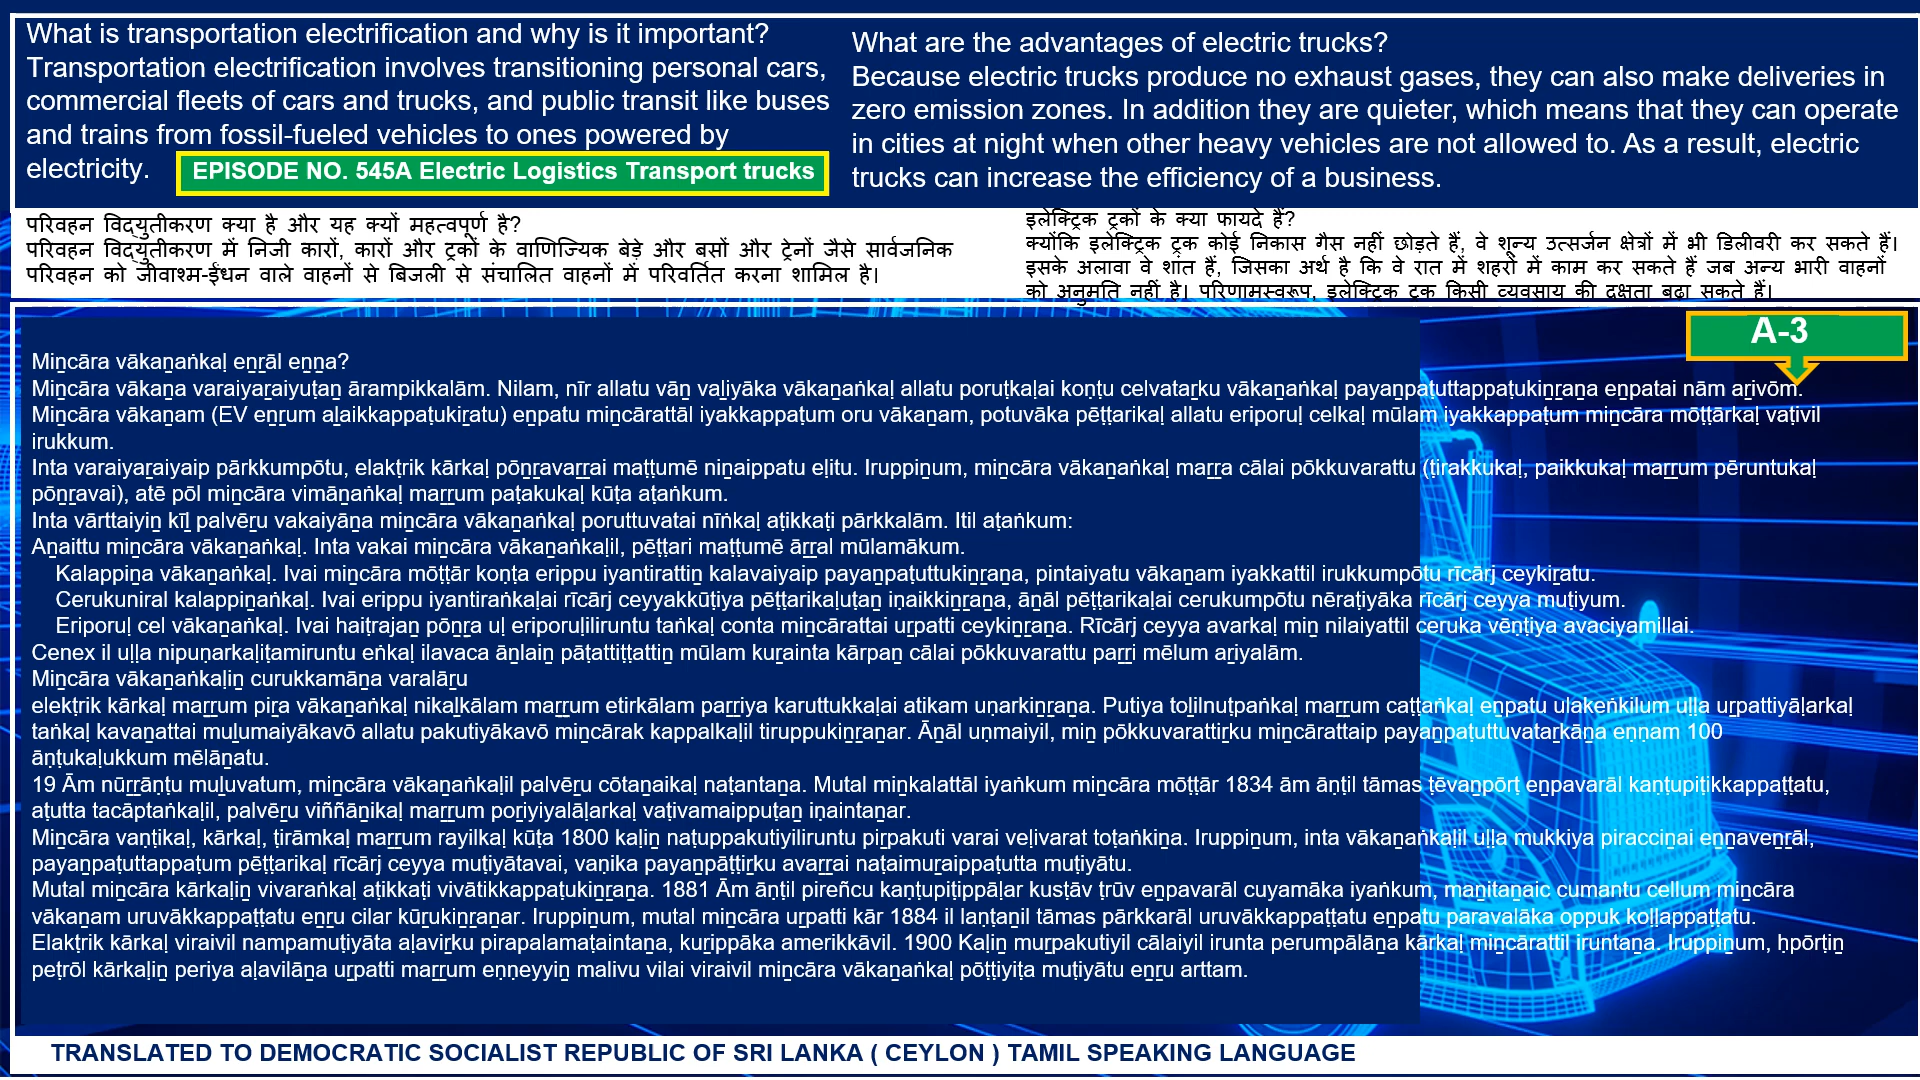 What is transportation electrification and why is it important?
Transportation electrification involves transitioning personal cars,
commercial fleets of cars and trucks, and public transit like buses
and trains from fossil-fueled vehicles to ones powered by
electricity.
EPISODE NO. 545A Electric Logistics Transport trucks
What are the advantages of electric trucks?
Because electric trucks produce no exhaust gases, they can also make deliveries in
zero emission zones. In addition they are quieter, which means that they can operate
in cities at night when other heavy vehicles are not allowed to. As a result, electric
trucks can increase the efficiency of a business.
परिवहन विद्युतीकरण क्या है और यह क्यों महत्वपूर्ण है?
परिवहन विद्युतीकरण में निजी कारों, कारों और ट्रकों के वाणिज्यिक बेड़े और बसों और ट्रेनों जैसे सार्वजनिक
परिवहन को जीवाश्म-ईंधन वाले वाहनों से बिजली से संचालित वाहनों में परिवर्तित करना शामिल है।
इलेक्ट्रिक ट्रकों के क्या फायदे हैं?
क्योंकि इलेक्ट्रिक ट्रक कोई निकास गैस नहीं छोड़ते हैं, वे शून्य उत्सर्जन क्षेत्रों में भी डिलीवरी कर सकते हैं।
इसके अलावा वे शांत हैं, जिसका अर्थ है कि वे रात में शहरों में काम कर सकते हैं जब अन्य भारी वाहनों
को अनुमति नहीं है। परिणामस्वरूप, इलेक्ट्रिक ट्रक किसी व्यवसाय की दक्षता बढ़ा सकते हैं।
A-3
Miṉcāra vākaṉaṅkaḷ eṉṟāl eṉṉa?
Miṉcāra vākaṉa varaiyaṟaiyuṭaṉ ārampikkalām. Nilam, nīr allatu vāṉ vaḻiyāka vākaṉaṅkaḷ allatu poruṭkaḷai koṇṭu celvataṟku vākaṉaṅkaḷ payaṉpaṭuttappaṭukiṉṟaṉa eṉpatai nām aṟivōm.
Miṉcāra vākaṉam (EV eṉṟum aḻaikkappaṭukiṟatu) eṉpatu miṉcārattāl iyakkappaṭum oru vākaṉam, potuvāka pēṭṭarikaḷ allatu eriporuḷ celkaḷ mūlam iyakkappaṭum miṉcāra mōṭṭārkaḷ vaṭivil
irukkum.
Inta varaiyaṟaiyaip pārkkumpōtu, elakṭrik kārkaḷ pōṉṟavaṟṟai maṭṭumē niṉaippatu eḷitu. Iruppiṉum, miṉcāra vākaṉaṅkaḷ maṟṟa cālai pōkkuvarattu (ṭirakkukaḷ, paikkukaḷ maṟṟum pēruntukaḷ
pōṉṟavai), atē pōl miṉcāra vimāṉaṅkaḷ maṟṟum paṭakukaḷ kūṭa aṭaṅkum.
Inta vārttaiyiṉ kīḻ palvēṟu vakaiyāṉa miṉcāra vākaṉaṅkaḷ poruttuvatai nīṅkaḷ aṭikkaṭi pārkkalām. Itil aṭaṅkum:
Aṉaittu miṉcāra vākaṉaṅkaḷ. Inta vakai miṉcāra vākaṉaṅkaḷil, pēṭṭari maṭṭumē āṟṟal mūlamākum.
Kalappiṉa vākaṉaṅkaḷ. Ivai miṉcāra mōṭṭār koṇṭa erippu iyantirattiṉ kalavaiyaip payaṉpaṭuttukiṉṟaṉa, pintaiyatu vākaṉam iyakkattil irukkumpōtu rīcārj ceykiṟatu.
Cerukuniral kalappiṉaṅkaḷ. Ivai erippu iyantiraṅkaḷai rīcārj ceyyakkūṭiya pēṭṭarikaḷuṭaṉ iṇaikkiṉṟaṉa, āṉāl pēṭṭarikaḷai cerukumpōtu nēraṭiyāka rīcārj ceyya muṭiyum.
Eriporuḷ cel vākaṉaṅkaḷ. Ivai haiṭrajaṉ pōṉṟa uḷ eriporuḷiliruntu taṅkaḷ conta miṉcārattai uṟpatti ceykiṉṟaṉa. Rīcārj ceyya avarkaḷ miṉ nilaiyattil ceruka vēṇṭiya avaciyamillai.
Cenex il uḷḷa nipuṇarkaḷiṭamiruntu eṅkaḷ ilavaca āṉlaiṉ pāṭattiṭṭattiṉ mūlam kuṟainta kārpaṉ cālai pōkkuvarattu paṟṟi mēlum aṟiyalām.
Miṉcāra vākaṉaṅkaḷiṉ curukkamāṉa varalāṟu
elekṭrik kārkaḷ maṟṟum piṟa vākaṉaṅkaḷ nikaḻkālam maṟṟum etirkālam paṟṟiya karuttukkaḷai atikam uṇarkiṉṟaṉa. Putiya toḻilnuṭpaṅkaḷ maṟṟum caṭṭaṅkaḷ eṉpatu ulakeṅkilum uḷḷa uṟpattiyāḷarkaḷ
taṅkaḷ kavaṉattai muḻumaiyākavō allatu pakutiyākavō miṉcārak kappalkaḷil tiruppukiṉṟaṉar. Āṉāl uṇmaiyil, miṉ pōkkuvarattiṟku miṉcārattaip payaṉpaṭuttuvataṟkāṉa eṇṇam 100
āṇṭukaḷukkum mēlāṉatu.
19 Ām nūṟṟāṇṭu muḻuvatum, miṉcāra vākaṉaṅkaḷil palvēṟu cōtaṉaikaḷ naṭantaṉa. Mutal miṉkalattāl iyaṅkum miṉcāra mōṭṭār 1834 ām āṇṭil tāmas ṭēvaṉpōrṭ eṉpavarāl kaṇṭupiṭikkappaṭṭatu,
aṭutta tacāptaṅkaḷil, palvēṟu viññāṉikaḷ maṟṟum poṟiyiyalāḷarkaḷ vaṭivamaippuṭaṉ iṇaintaṉar.
Miṉcāra vaṇṭikaḷ, kārkaḷ, ṭirāmkaḷ maṟṟum rayilkaḷ kūṭa 1800 kaḷiṉ naṭuppakutiyiliruntu piṟpakuti varai veḷivarat toṭaṅkiṉa. Iruppiṉum, inta vākaṉaṅkaḷil uḷḷa mukkiya piracciṉai eṉṉaveṉṟāl,
payaṉpaṭuttappaṭum pēṭṭarikaḷ rīcārj ceyya muṭiyātavai, vaṇika payaṉpāṭṭiṟku avaṟṟai naṭaimuṟaippaṭutta muṭiyātu.
Mutal miṉcāra kārkaḷiṉ vivaraṅkaḷ aṭikkaṭi vivātikkappaṭukiṉṟaṉa. 1881 Ām āṇṭil pireñcu kaṇṭupiṭippāḷar kusṭāv ṭrūv eṉpavarāl cuyamāka iyaṅkum, maṉitaṉaic cumantu cellum miṉcāra
vākaṉam uruvākkappaṭṭatu eṉṟu cilar kūṟukiṉṟaṉar. Iruppiṉum, mutal miṉcāra uṟpatti kār 1884 il laṇṭaṉil tāmas pārkkarāl uruvākkappaṭṭatu eṉpatu paravalāka oppuk koḷḷappaṭṭatu.
Elakṭrik kārkaḷ viraivil nampamuṭiyāta aḷaviṟku pirapalamaṭaintaṉa, kuṟippāka amerikkāvil. 1900 Kaḷiṉ muṟpakutiyil cālaiyil irunta perumpālāṉa kārkaḷ miṉcārattil iruntaṉa. Iruppiṉum, ḥpōrṭiṉ
peṭrōl kārkaḷiṉ periya aḷavilāṉa uṟpatti maṟṟum eṇṇeyyiṉ malivu vilai viraivil miṉcāra vākaṉaṅkaḷ pōṭṭiyiṭa muṭiyātu eṉṟu arttam.
TRANSLATED TO DEMOCRATIC SOCIALIST REPUBLIC OF SRI LANKA ( CEYLON ) TAMIL SPEAKING LANGUAGE